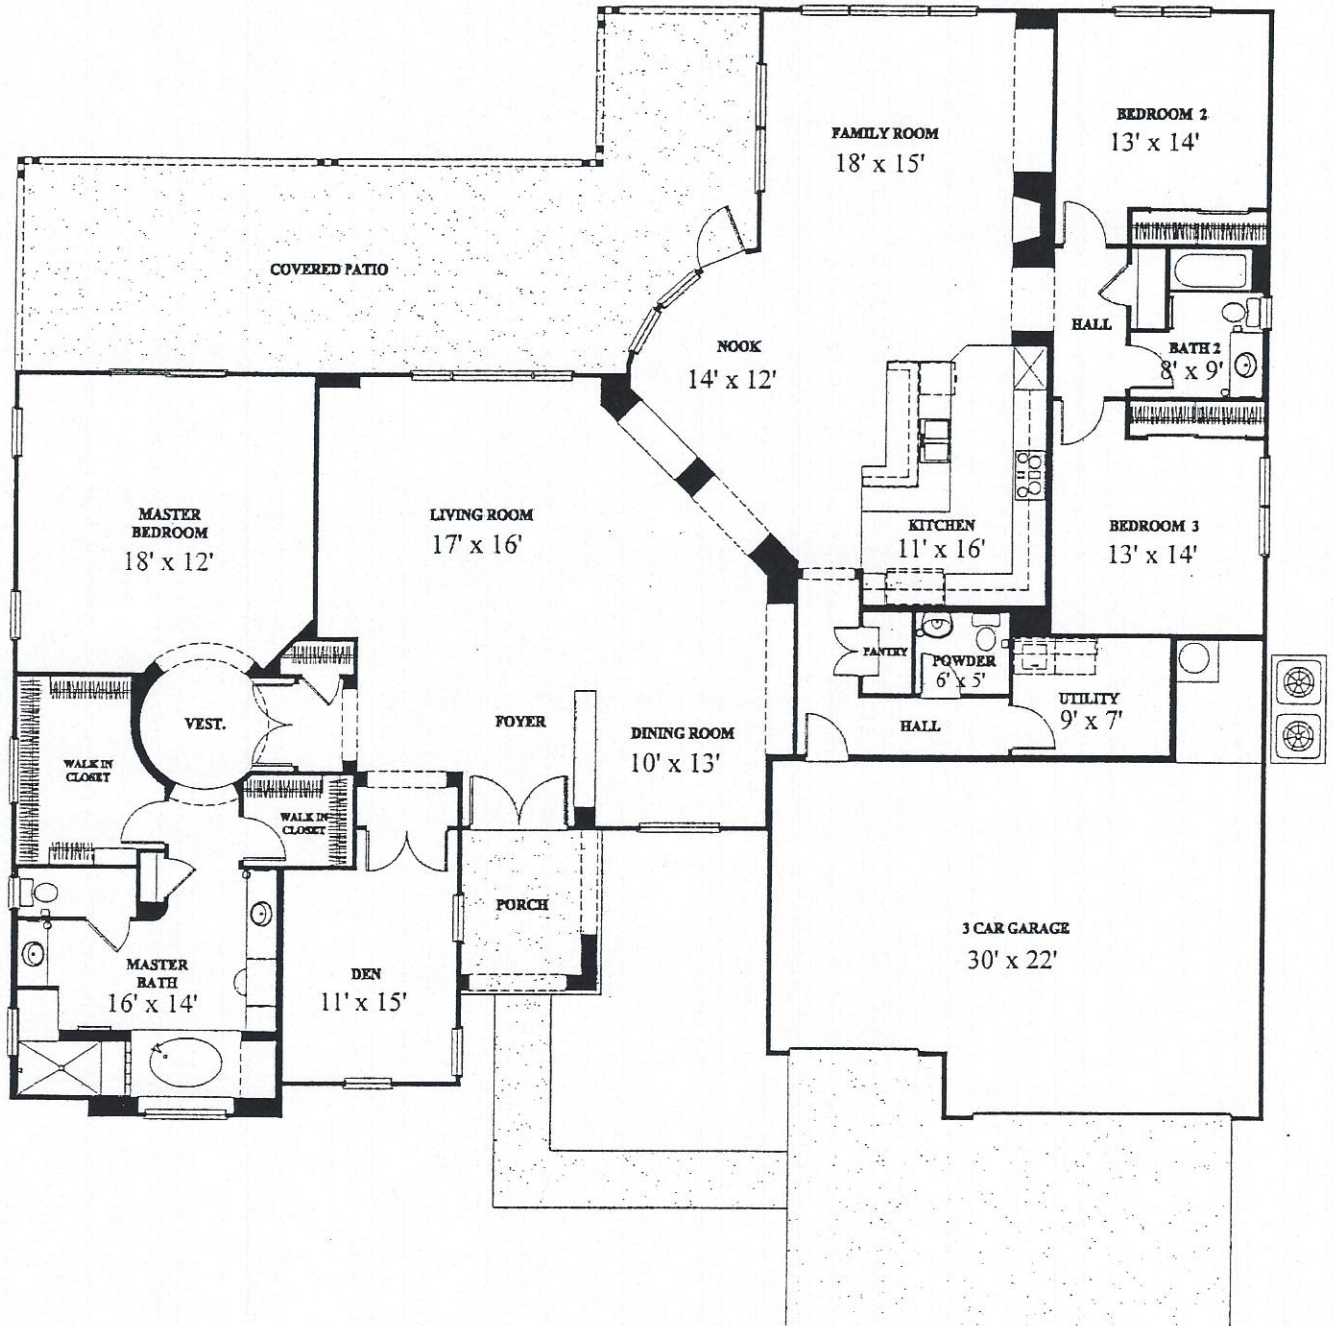 BEDROOM 2
13' x 14'
FAMILY ROOM
18' x 15'
COVERED PATIO
HALL
NOOK
14' x 12'
BATH 2
8' x 9'
MASTER
BEDROOM
18' x 12'
LIVING ROOM
17' x 16'
KITCHEN
11' x 16'
BEDROOM 3
13' x 14'
PANTRY
POWDER
6' x 5'
UTILITY
9' x 7'
VEST.
FOYER
HALL
DINING ROOM
10' x 13'
WALK IN
CLOSET
WALK IN
CLOSET
PORCH
3 CAR GARAGE
30' x 22'
MASTER
BATH
16' x 14'
DEN
11' x 15'